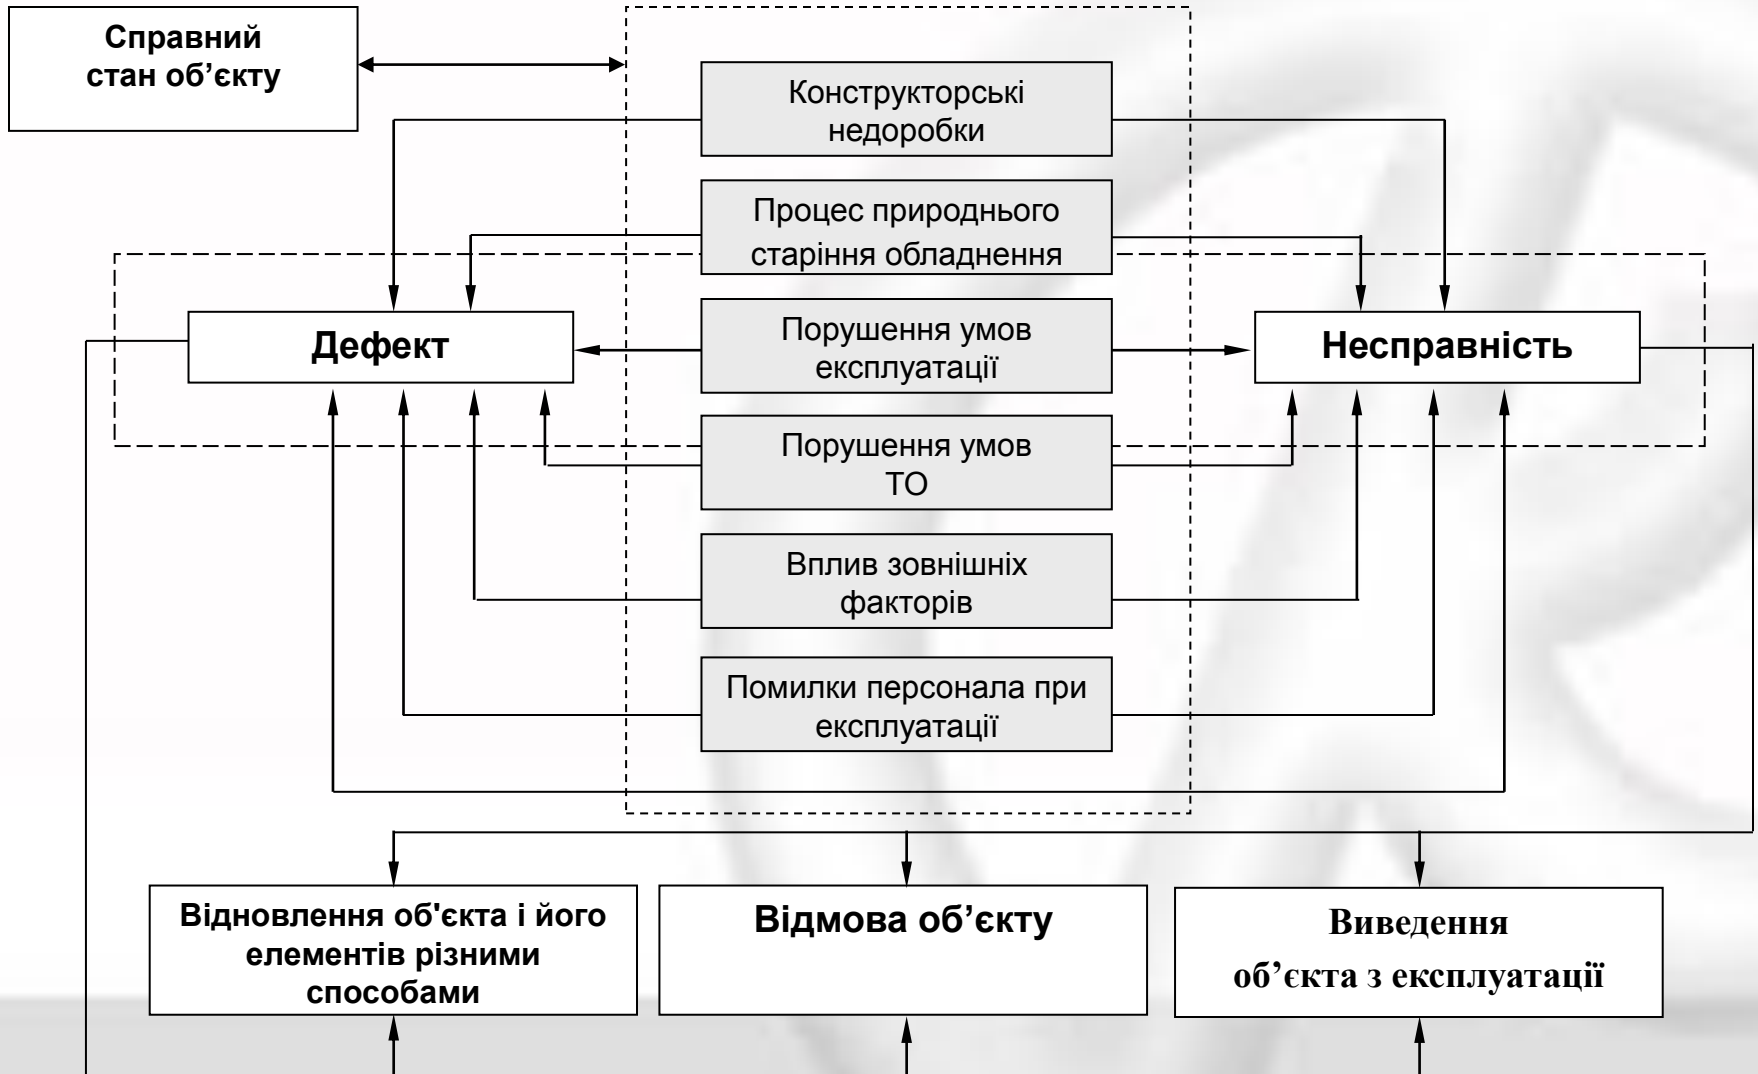 Справний
стан об’єкту
Конструкторські
недоробки
Процес природнього
старіння обладнення
Дефект
Порушення умов
експлуатації
Несправність
Порушення умов
ТО
Вплив зовнішніх
факторів
Помилки персонала при
експлуатації
Відновлення об'єкта і його
елементів різними
способами
Відмова об’єкту
Виведення
об’єкта з експлуатації